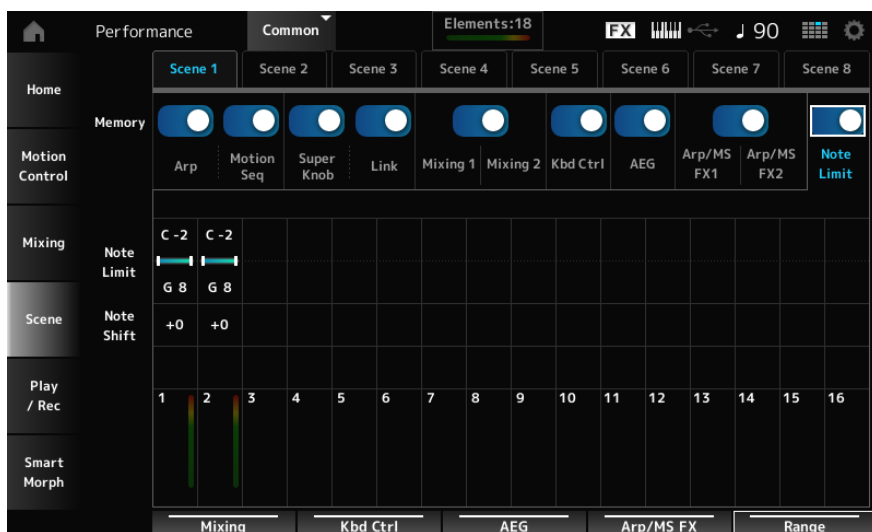 Performance
Common
Elements:18
FX
♩ 90
Home
Motion
Control
Mixing
Scene
Play
/ Rec
Smart
Morph
Scene 1
Scene 2
Scene 3
Scene 4
Scene 5
Scene 6
Scene 7
Scene 8
Memory
Arp
Motion
Seq
Super
Knob
Link
Mixing 1
Mixing 2
Kbd Ctrl
AEG
Arp/MS
FX1
Arp/MS
FX2
Note
Limit
Note
Limit
C -2 C -2
G 8 G 8
Note
Shift
+0 +0
1 2 3 4 5 6 7 8 9 10 11 12 13 14 15 16
Mixing
Kbd Ctrl
AEG
Arp/MS FX
Range